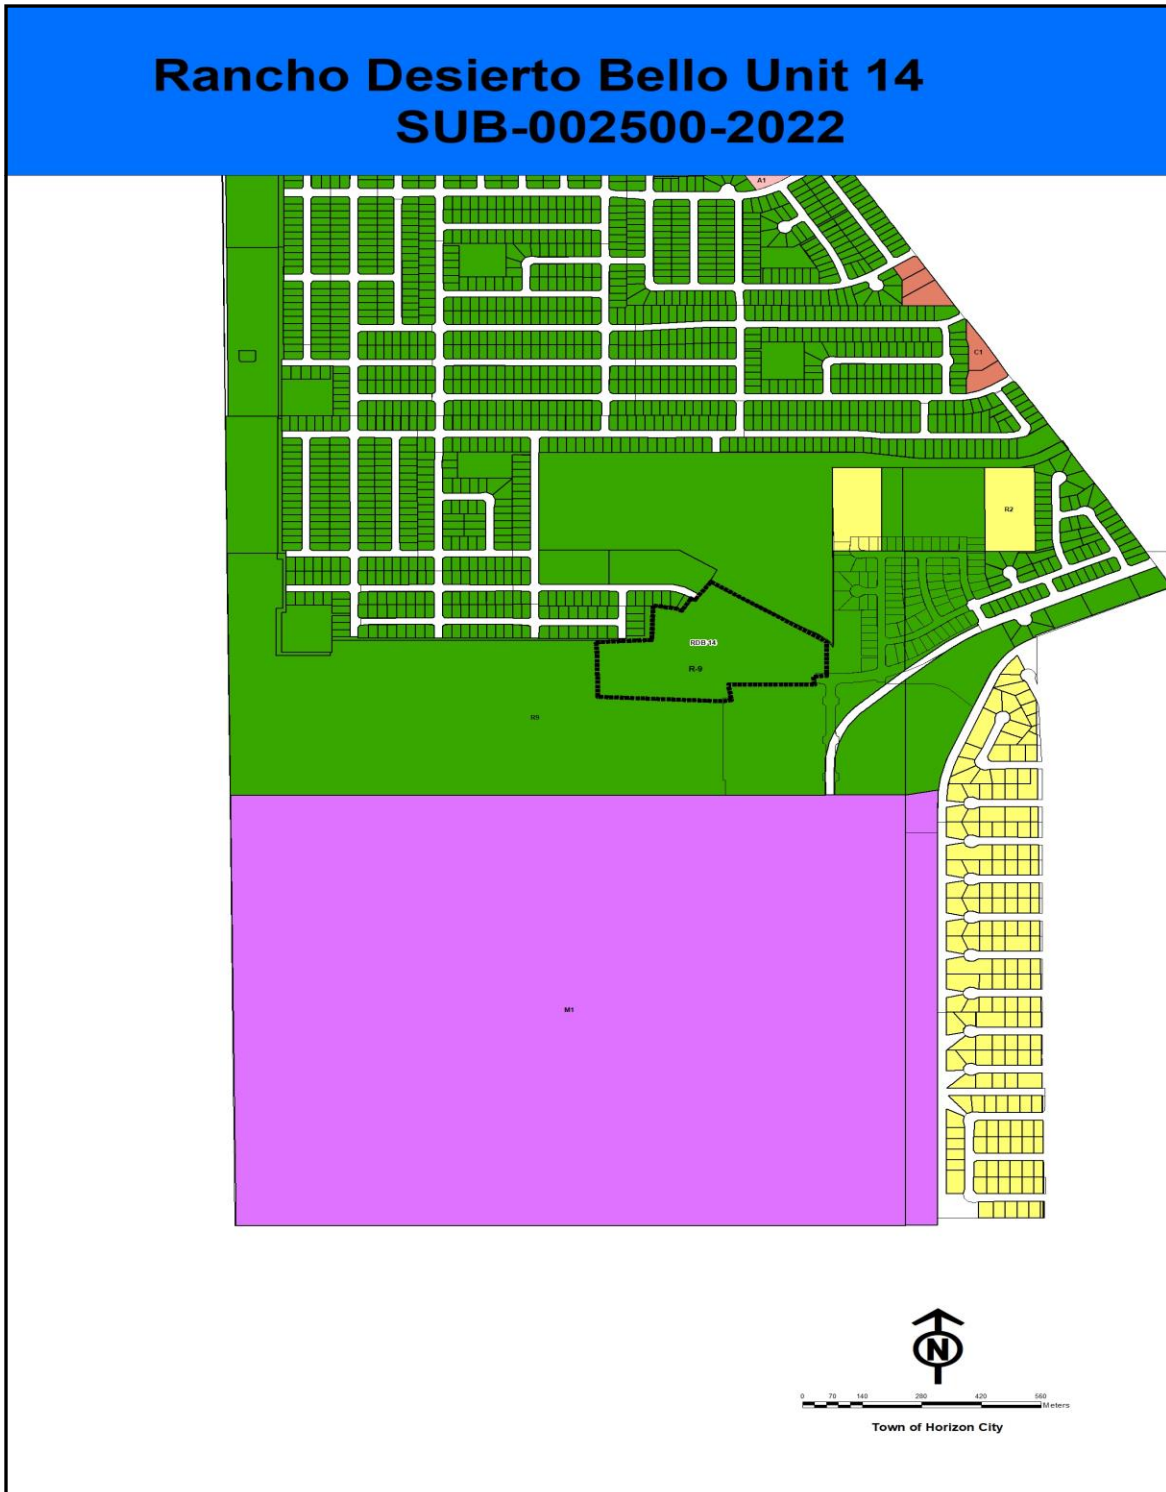 Rancho Desierto Bello Unit 14
SUB-002500-2022
A1
C1
R2
RDB 14
R-9
R9
M1
N
0 70 140 280 420 560
Meters
Town of Horizon City